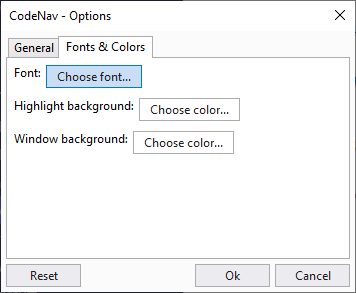 CodeNav - Options
General Fonts & Colors
Font: Choose font...
Highlight background: Choose color...
Window background: Choose color...
Reset Ok Cancel